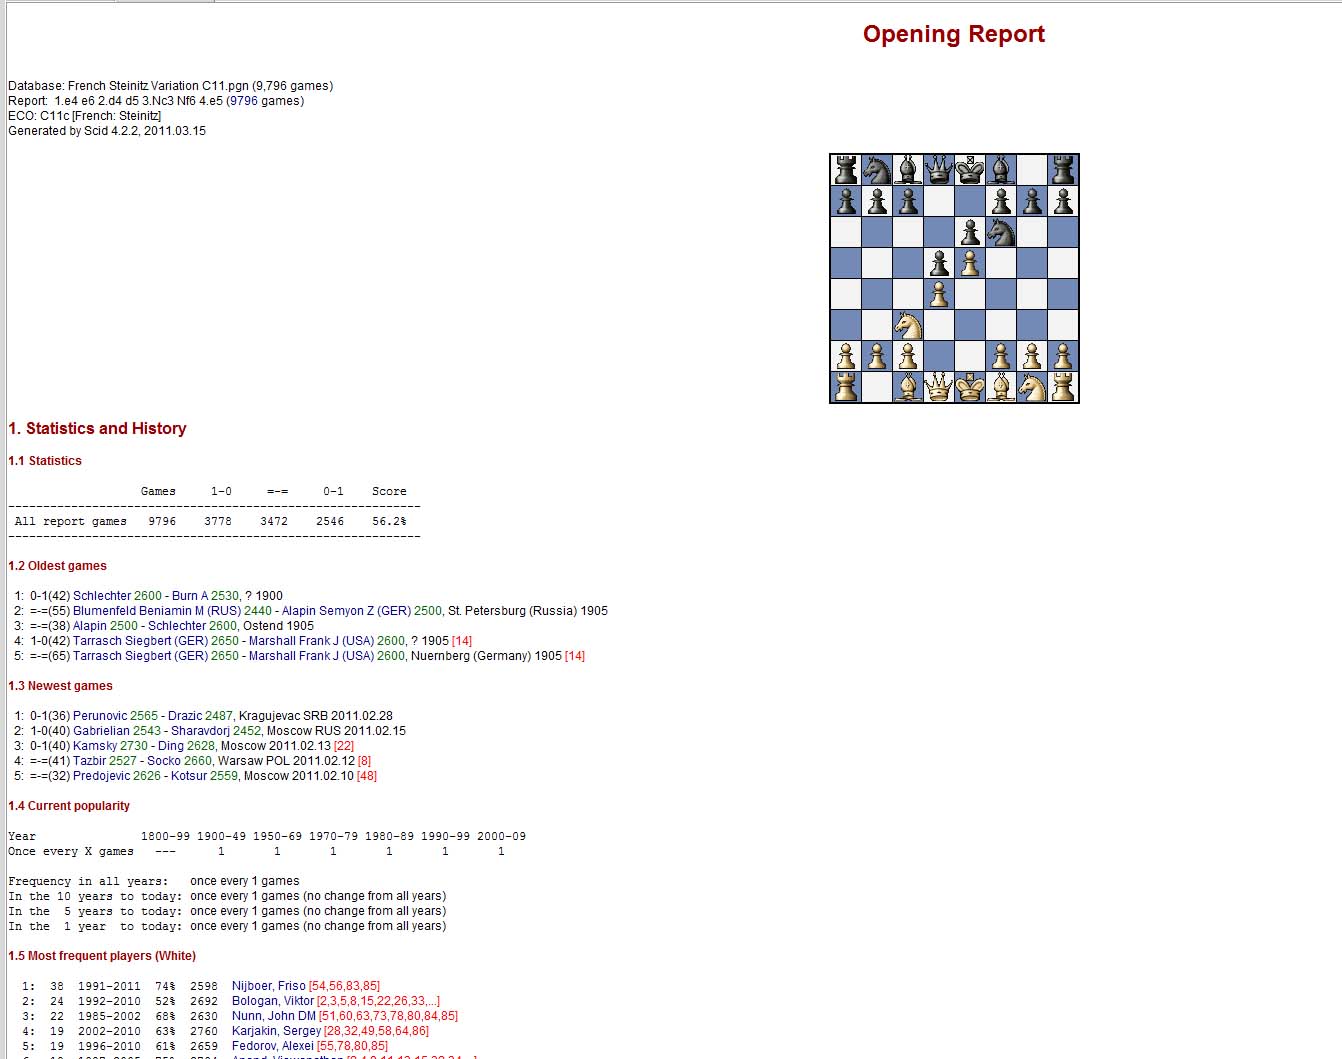 Opening Report
Database: French Steinitz Variation C11.pgn (9,796 games)
Report: 1.e4 e6 2.d4 d5 3.Nc3 Nf6 4.e5 (9796 games)
ECO: C11c [French: Steinitz]
Generated by Scid 4.2.2, 2011.03.15
1. Statistics and History
1.1 Statistics
Games 1-0 =-= 0-1 Score
------------------------------------------------------------
All report games 9796 3778 3472 2546 56.2%
------------------------------------------------------------
1.2 Oldest games
1: 0-1(42) Schlechter 2600 - Burn A 2530, ? 1900
2: =-=(55) Blumenfeld Beniamin M (RUS) 2440 - Alapin Semyon Z (GER) 2500, St. Petersburg (Russia) 1905
3: =-=(38) Alapin 2500 - Schlechter 2600, Ostend 1905
4: 1-0(42) Tarrasch Siegbert (GER) 2650 - Marshall Frank J (USA) 2600, ? 1905 [14]
5: =-=(65) Tarrasch Siegbert (GER) 2650 - Marshall Frank J (USA) 2600, Nuernberg (Germany) 1905 [14]
1.3 Newest games
1: 0-1(36) Perunovic 2565 - Drazic 2487, Kragujevac SRB 2011.02.28
2: 1-0(40) Gabrielian 2543 - Sharavdorj 2452, Moscow RUS 2011.02.15
3: 0-1(40) Kamsky 2730 - Ding 2628, Moscow 2011.02.13 [22]
4: =-=(41) Tazbir 2527 - Socko 2660, Warsaw POL 2011.02.12 [8]
5: =-=(32) Predojevic 2626 - Kotsur 2559, Moscow 2011.02.10 [48]
1.4 Current popularity
Year 1800-99 1900-49 1950-69 1970-79 1980-89 1990-99 2000-09
Once every X games --- 1 1 1 1 1 1
Frequency in all years: once every 1 games
In the 10 years to today: once every 1 games (no change from all years)
In the 5 years to today: once every 1 games (no change from all years)
In the 1 year to today: once every 1 games (no change from all years)
1.5 Most frequent players (White)
1: 38 1991-2011 74% 2598 Nijboer, Friso [54,56,83,85]
2: 24 1992-2010 52% 2692 Bologan, Viktor [2,3,5,8,15,22,26,33,...]
3: 22 1985-2002 68% 2630 Nunn, John DM [51,60,63,73,78,80,84,85]
4: 19 2002-2010 63% 2760 Karjakin, Sergey [28,32,49,58,64,86]
5: 19 1996-2010 61% 2659 Fedorov, Alexei [55,78,80,85]